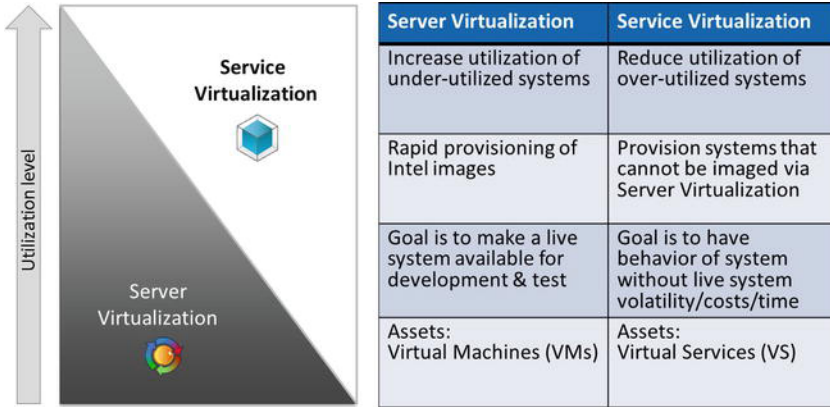 Utilization level
Service
Virtualization
Server
Virtualization
Server Virtualization
Service Virtualization
Increase utilization of
under-utilized systems
Reduce utilization of
over-utilized systems
Rapid provisioning of
Intel images
Provision systems that
cannot be imaged via
Server Virtualization
Goal is to make a live
system available for
development & test
Goal is to have
behavior of system
without live system
volatility/costs/time
Assets:
Virtual Machines (VMs)
Assets:
Virtual Services (VS)